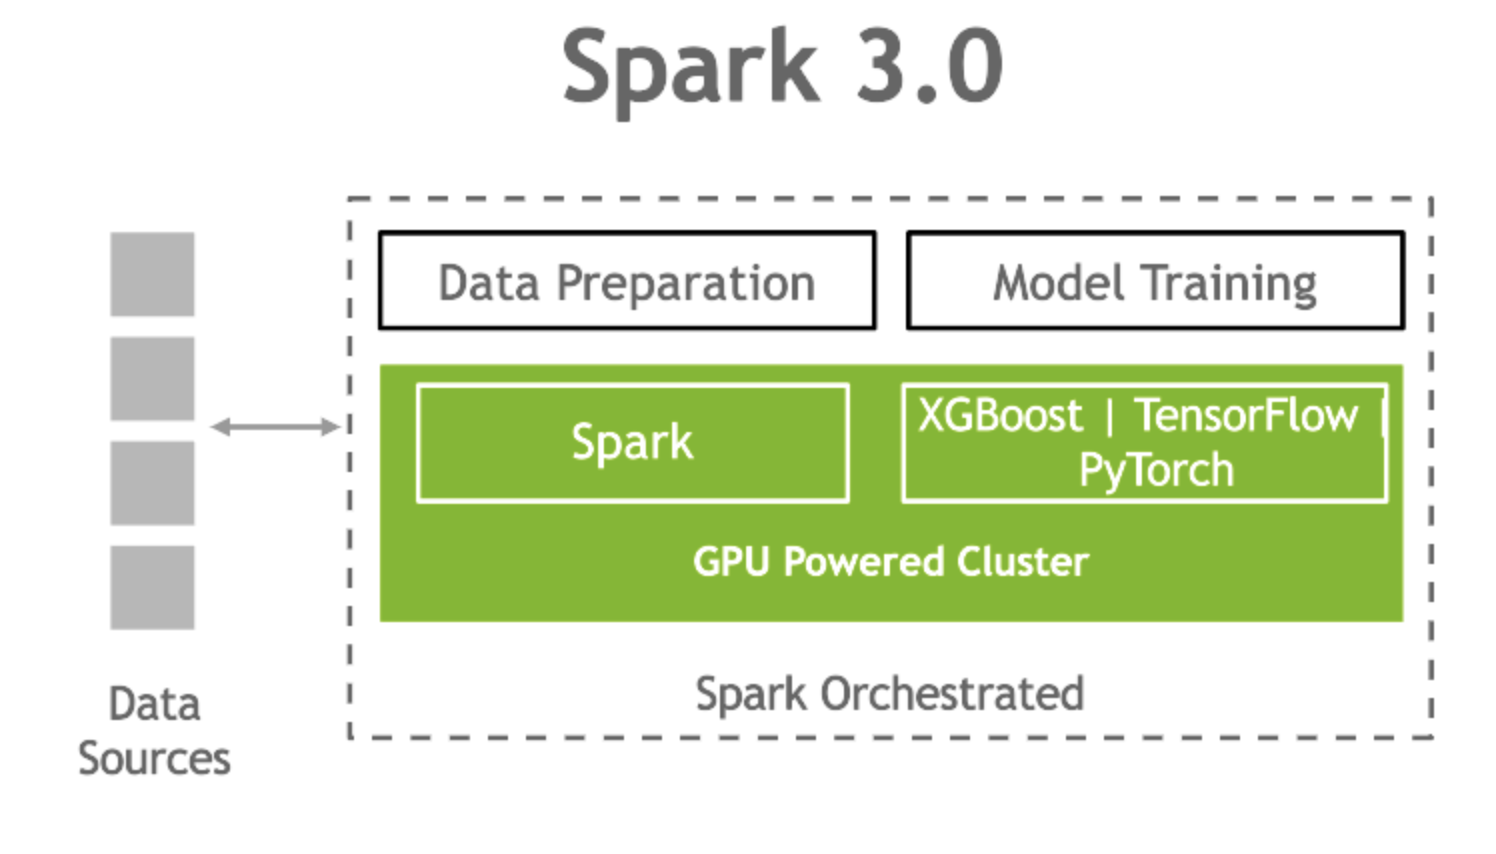 Spark 3.0
Data Preparation
Model Training
Spark
XGBoost | TensorFlow |
PyTorch
GPU Powered Cluster
Spark Orchestrated
Data
Sources